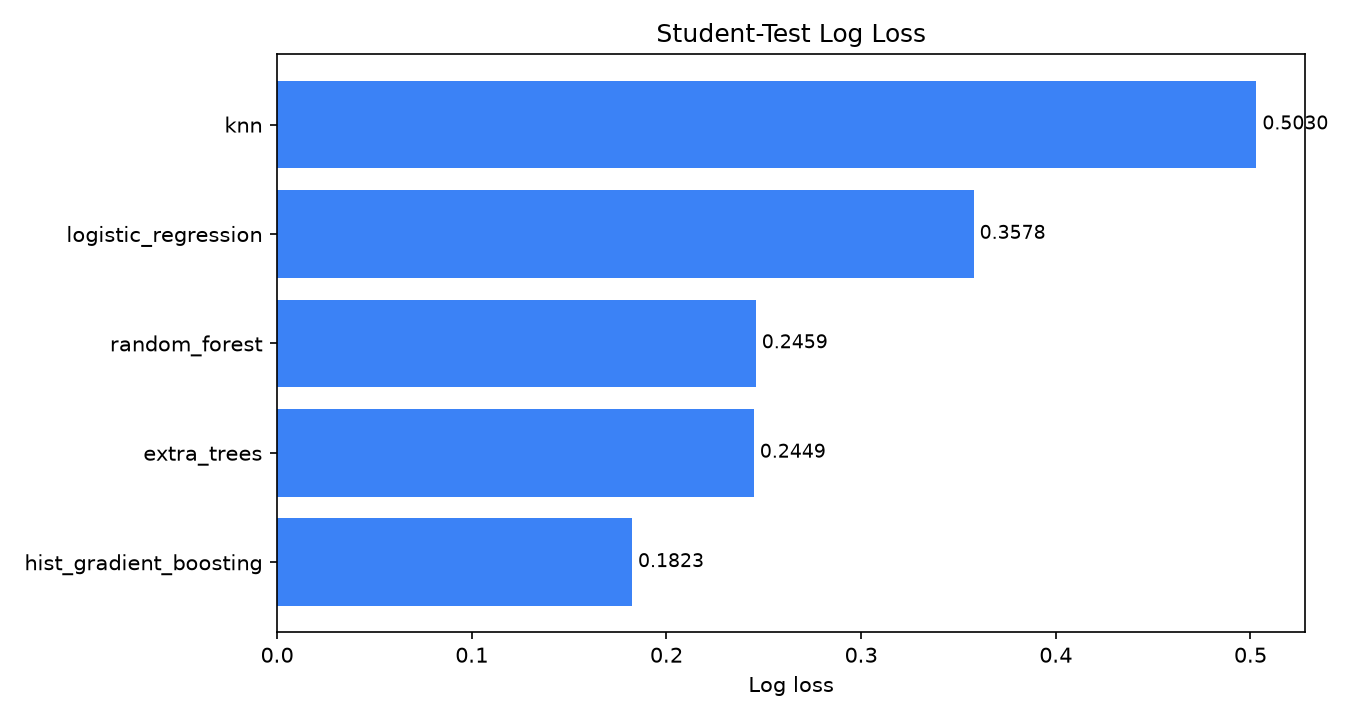 Student-Test Log Loss
knn 0.5030
logistic_regression 0.3578
random_forest 0.2459
extra_trees 0.2449
hist_gradient_boosting 0.1823
0.0 0.1 0.2 0.3 0.4 0.5
Log loss